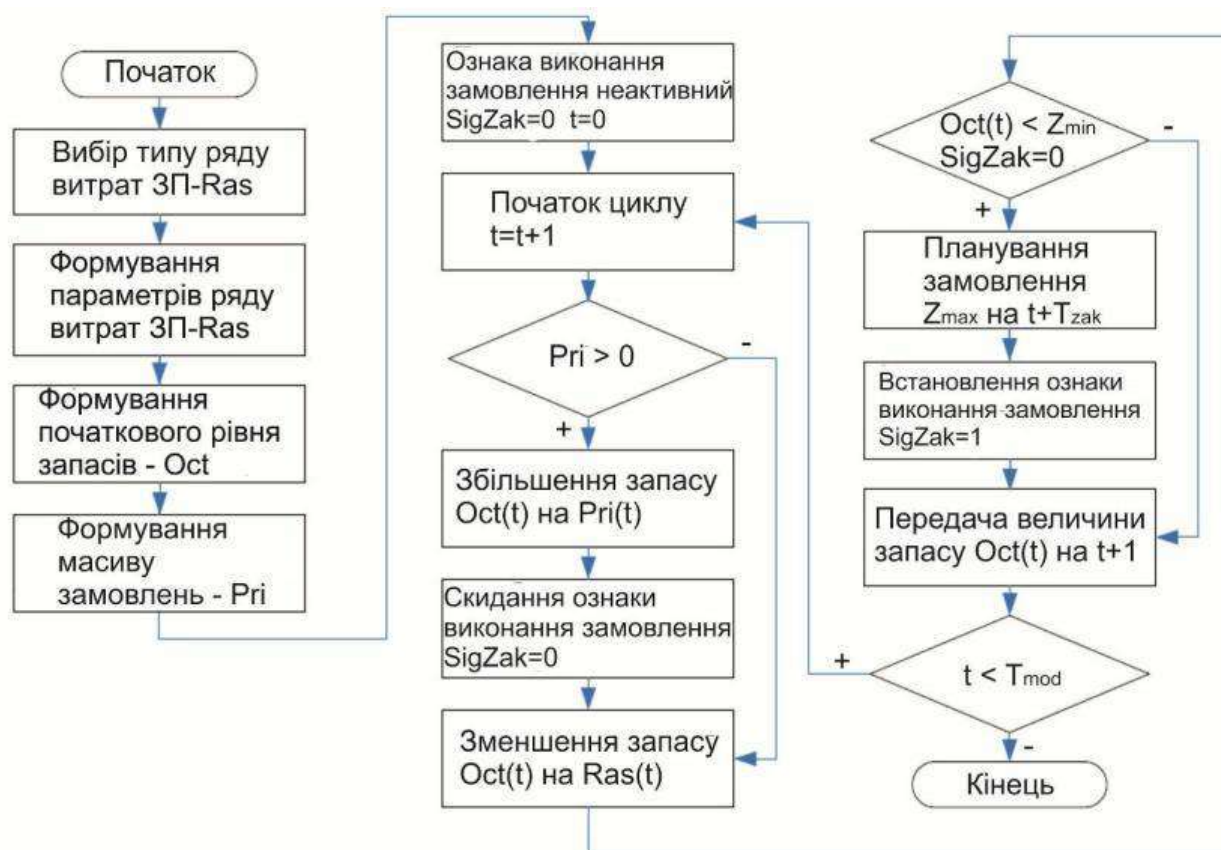 Початок
Вибір типу ряду
витрат ЗП-Ras
Формування
параметрів ряду
витрат ЗП-Ras
Формування
початкового рівня
запасів - Oct
Формування
масиву
замовлень - Pri
Ознака виконання
замовлення неактивний
SigZak=0 t=0
Початок циклу
t=t+1
Pri > 0
-
+
Збільшення запасу
Oct(t) на Pri(t)
Скидання ознаки
виконання замовлення
SigZak=0
Зменшення запасу
Oct(t) на Ras(t)
Oct(t) < Zmin
SigZak=0
-
+
Планування
замовлення
Zmax на t+Tzak
Встановлення ознаки
виконання замовлення
SigZak=1
Передача величини
запасу Oct(t) на t+1
+
t < Tmod
-
Кінець